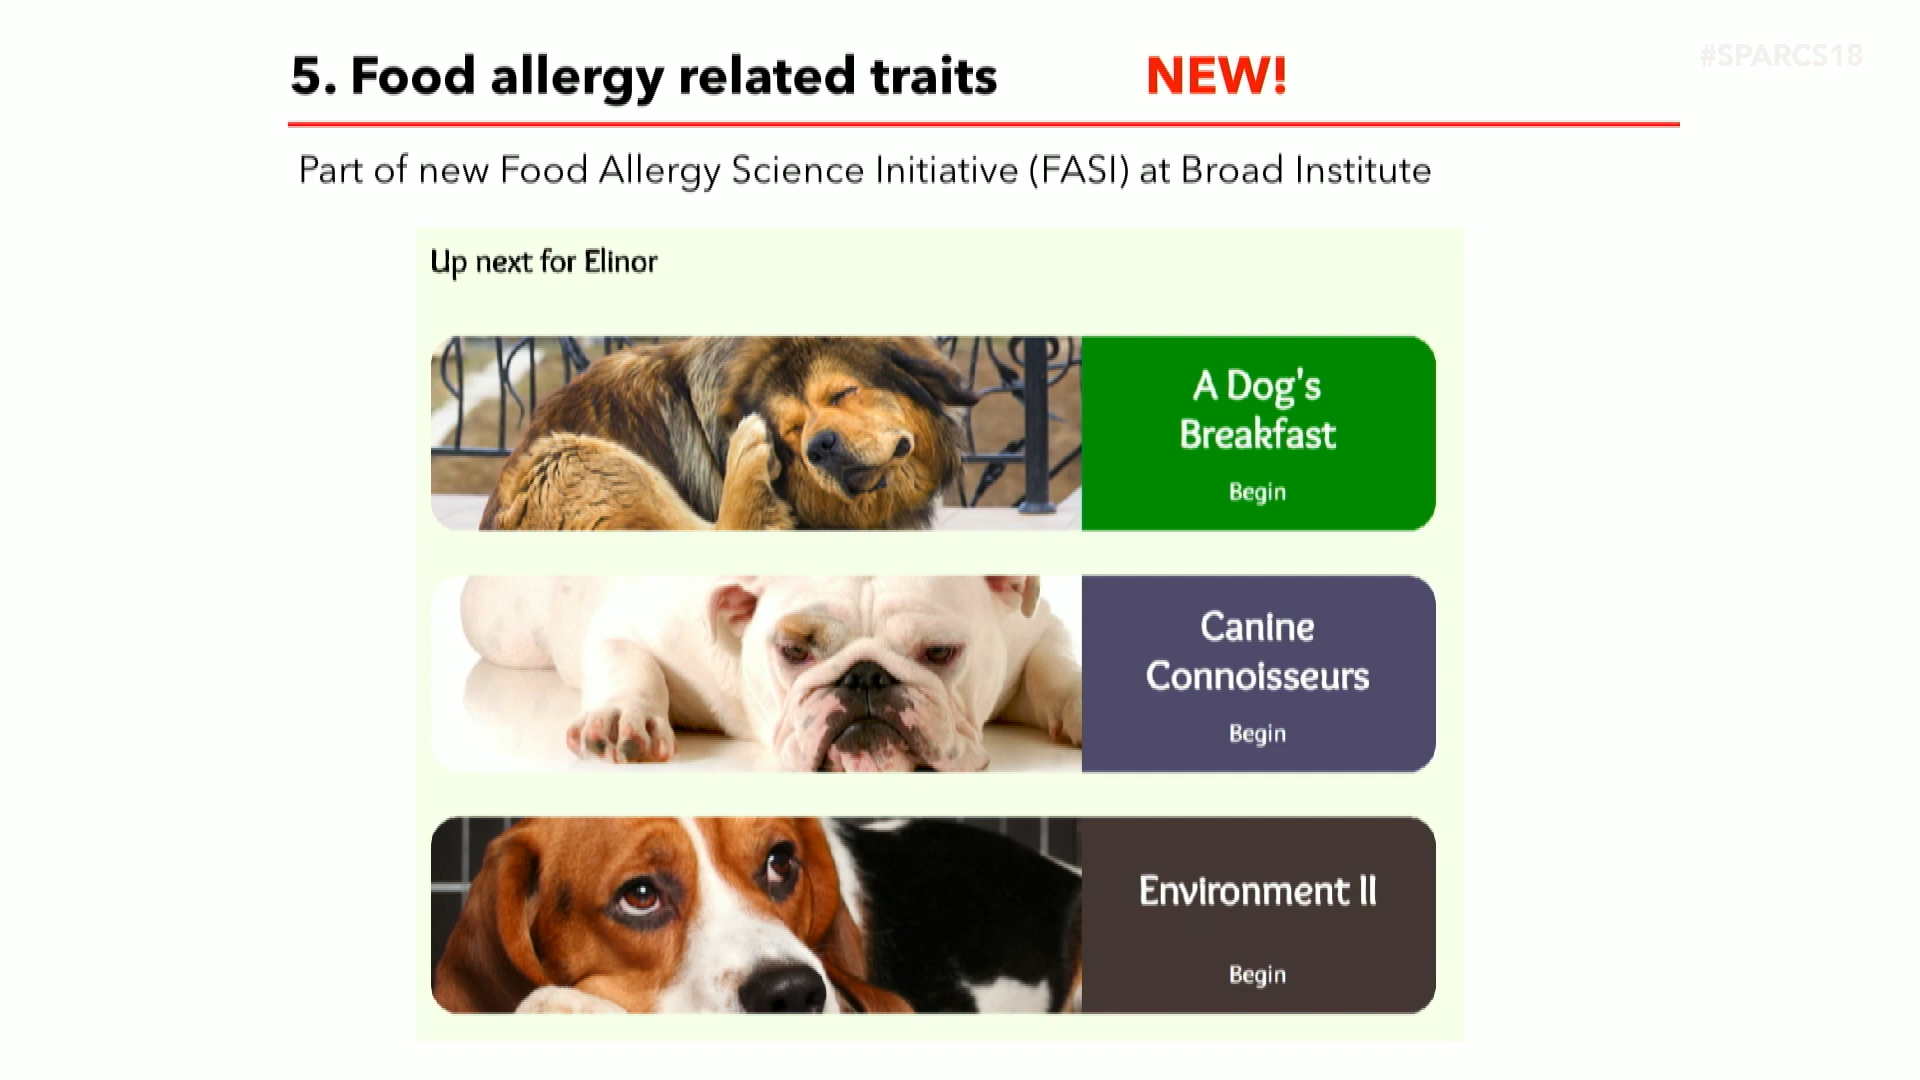 #SPARCS18
5. Food allergy related traits NEW!
Part of new Food Allergy Science Initiative (FASI) at Broad Institute
Up next for Elinor
A Dog's
Breakfast
Begin
Canine
Connoisseurs
Begin
Environment II
Begin